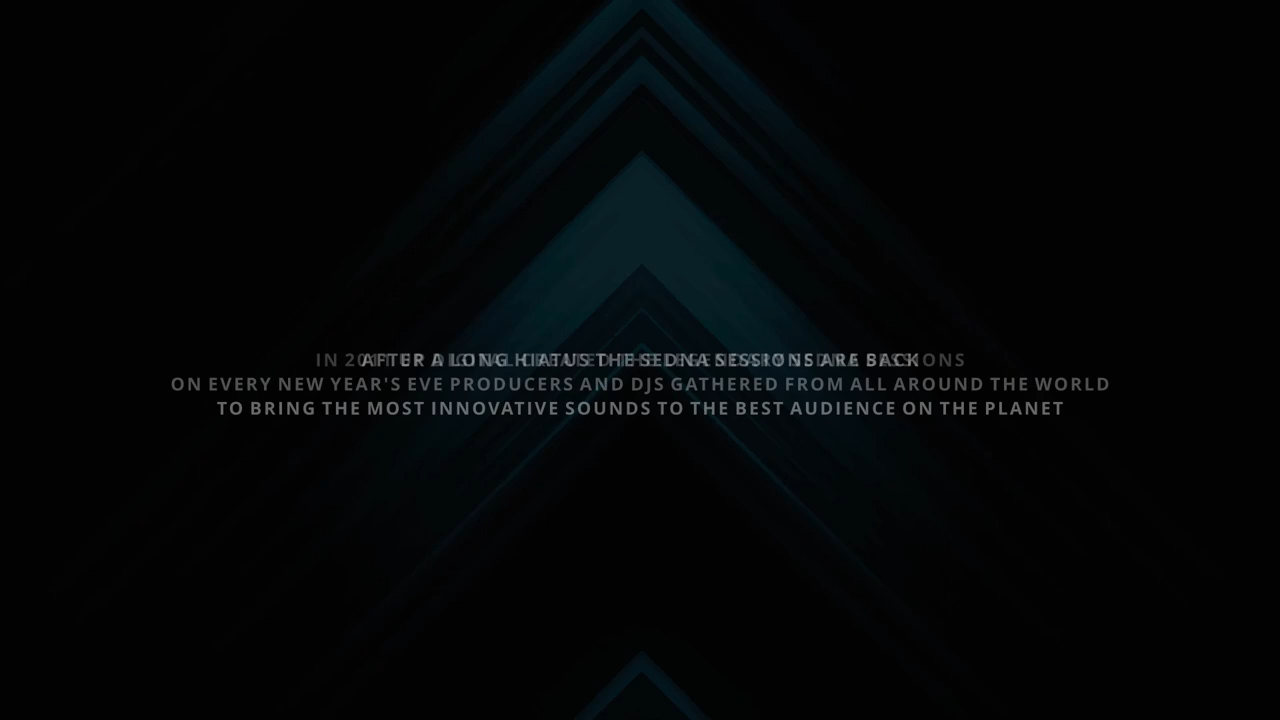 AFTER A LONG HIATUS THE SEDNA SESSIONS ARE BACK
ON EVERY NEW YEAR'S EVE PRODUCERS AND DJS GATHERED FROM ALL AROUND THE WORLD
TO BRING THE MOST INNOVATIVE SOUNDS TO THE BEST AUDIENCE ON THE PLANET